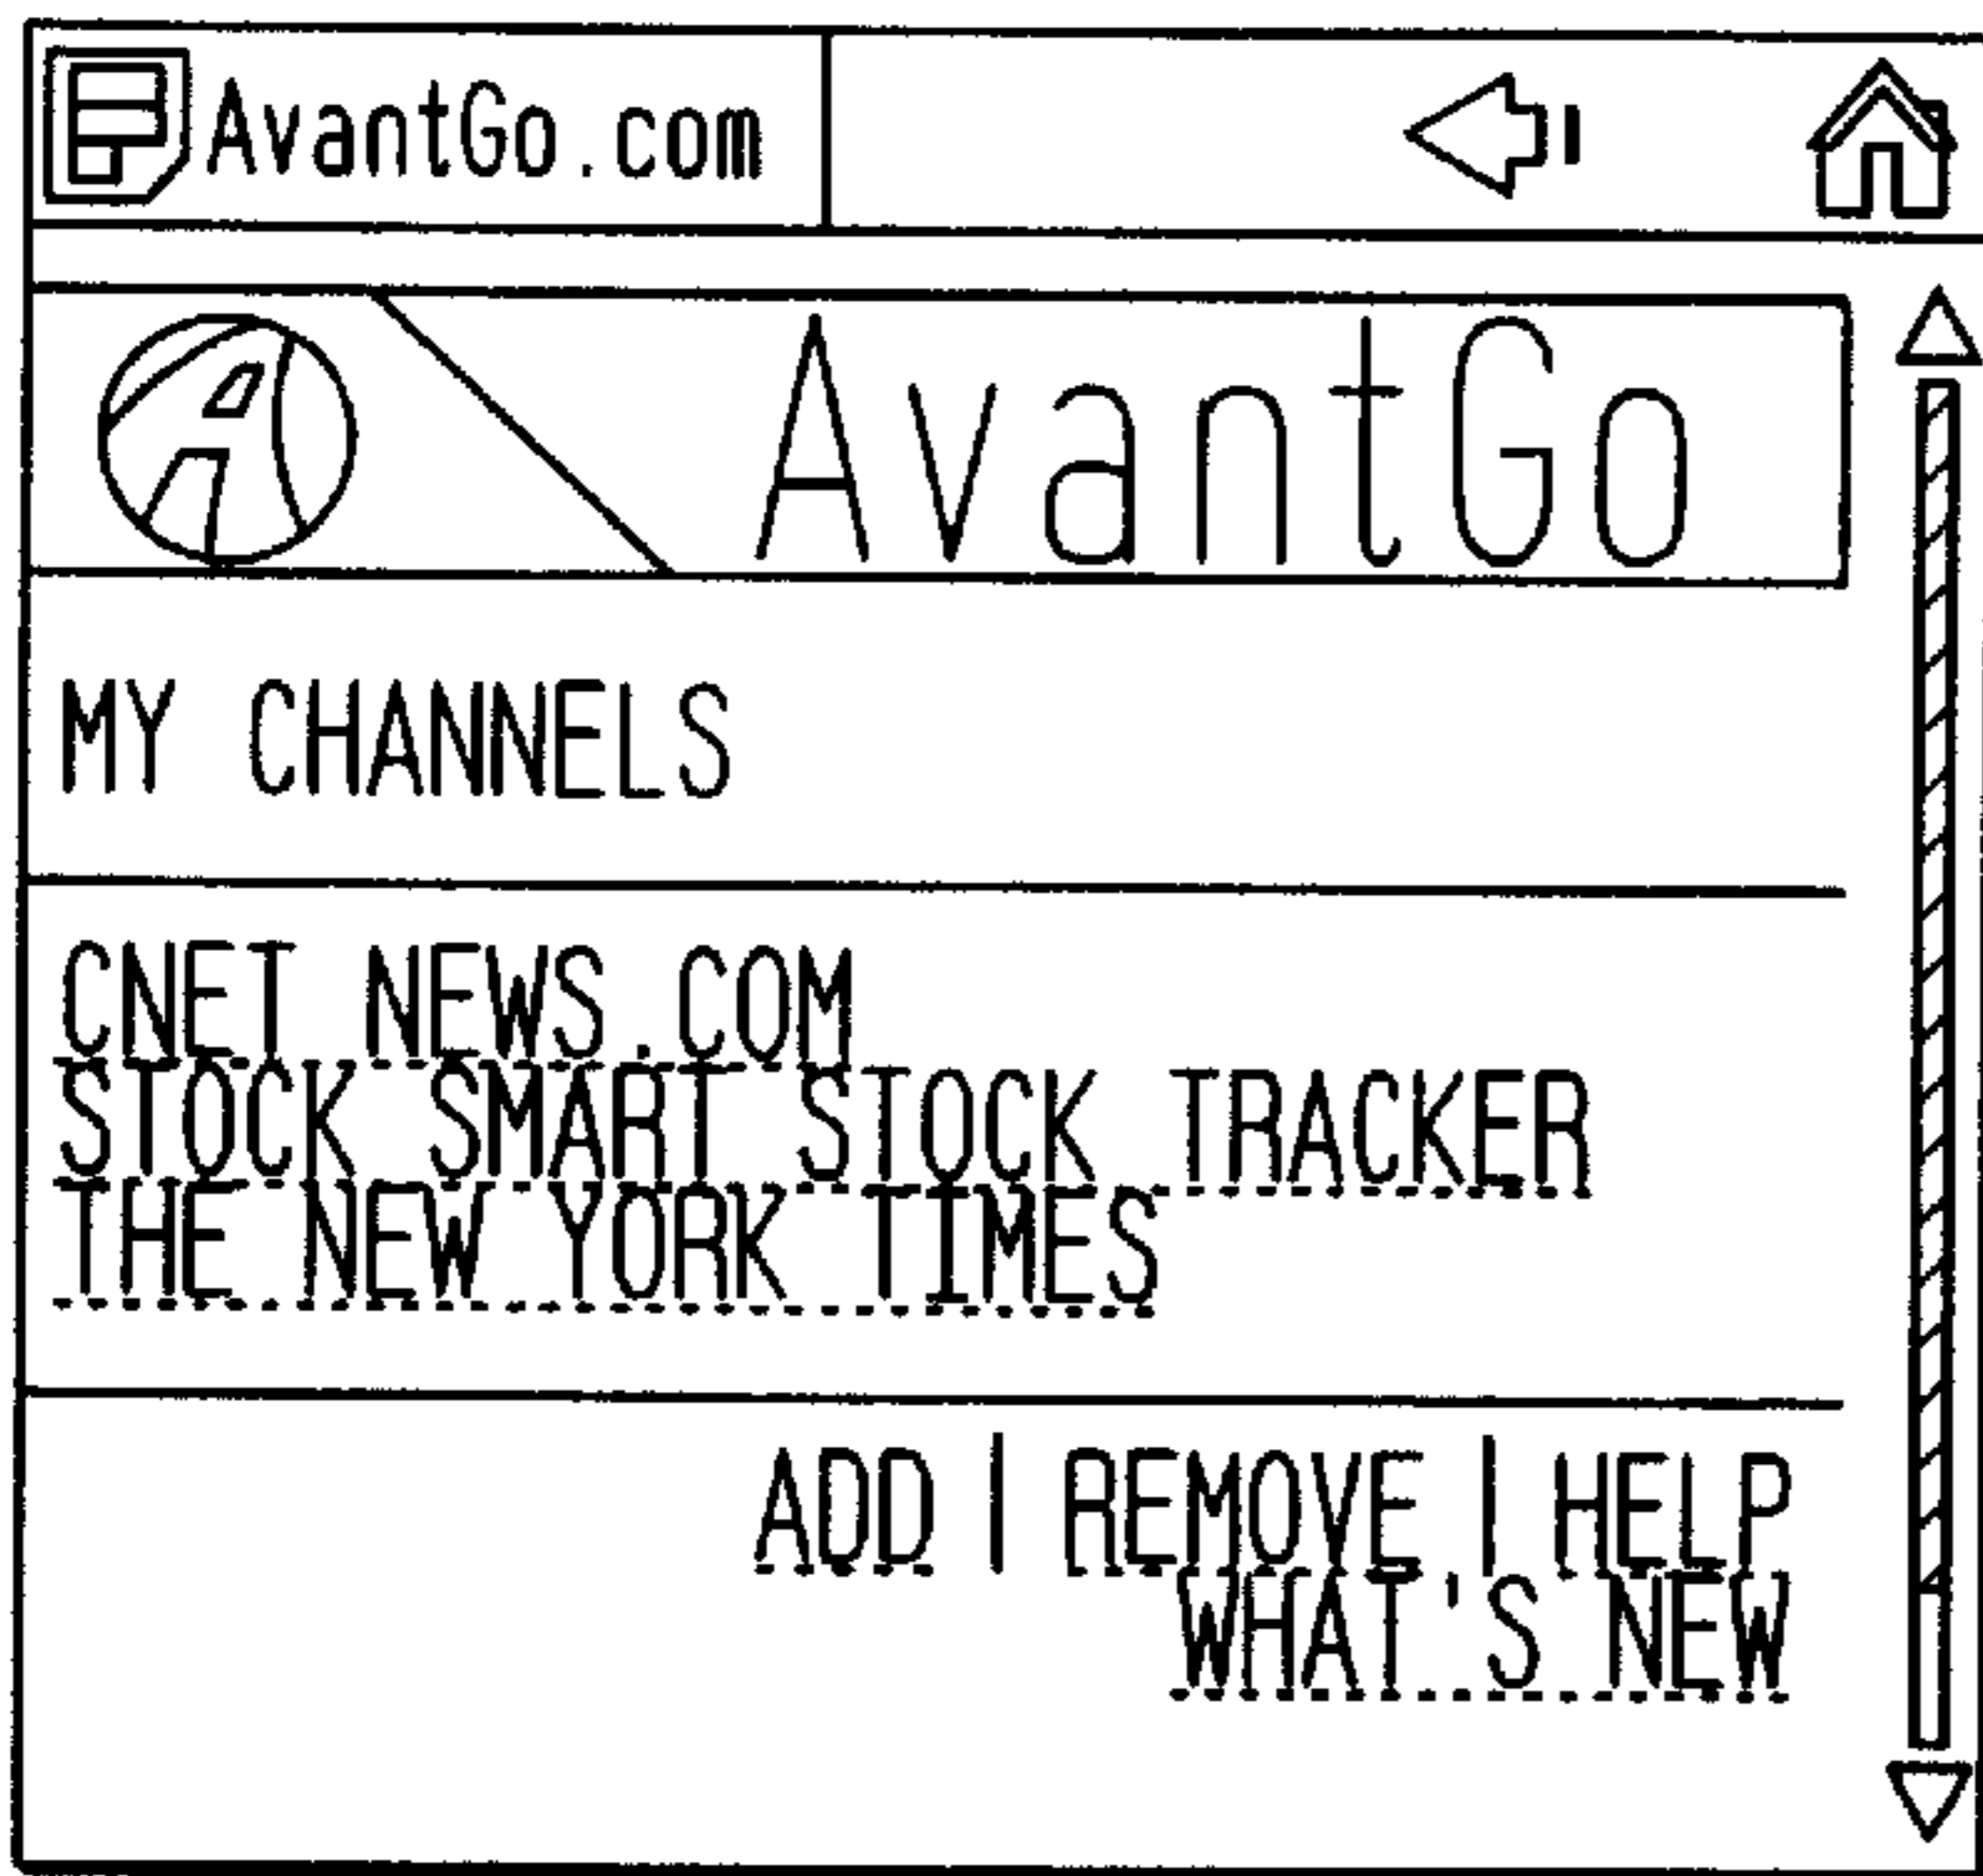 AvantGo.com
AvantGo
MY CHANNELS
CNET NEWS.COM
STOCK SMART STOCK TRACKER
THE NEW YORK TIMES
ADD | REMOVE | HELP
WHAT'S NEW